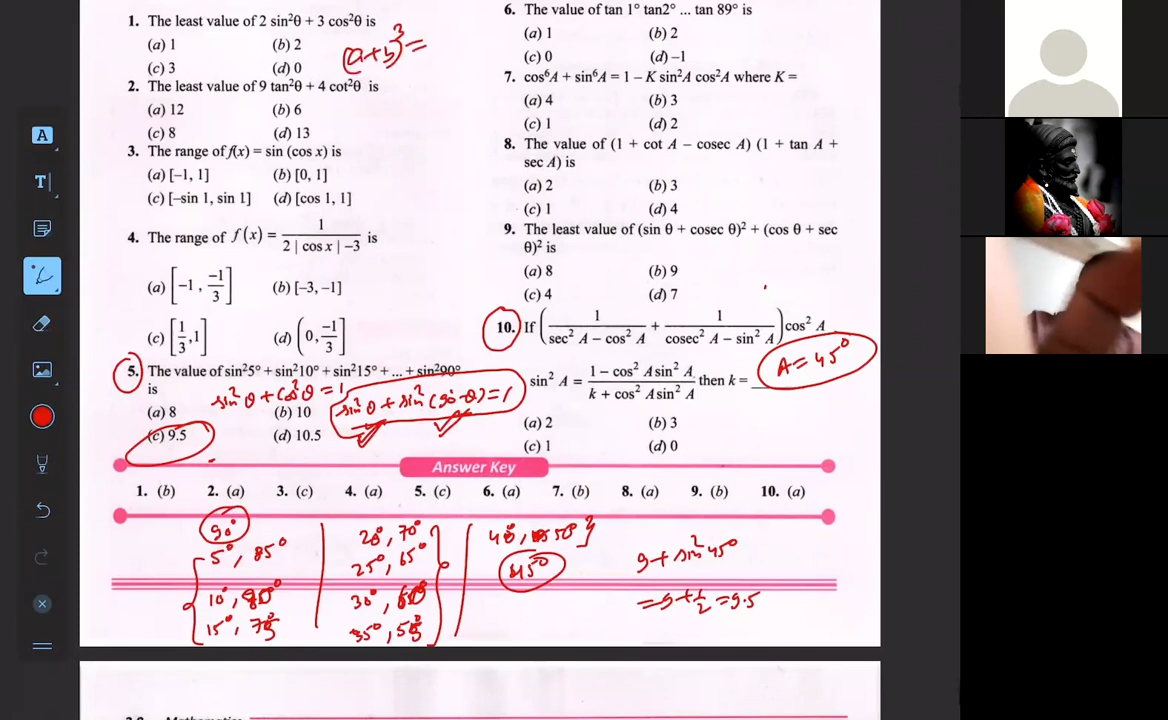 1. The least value of 2 sin²θ + 3 cos²θ is
(a) 1 (b) 2
(c) 3 (d) 0
(a+b)³=
2. The least value of 9 tan²θ + 4 cot²θ is
(a) 12 (b) 6
(c) 8 (d) 13
3. The range of f(x) = sin (cos x) is
(a) [–1, 1] (b) [0, 1]
(c) [–sin 1, sin 1] (d) [cos 1, 1]
4. The range of f(x) = 1 / (2 | cos x | – 3) is
(a) [–1, –1/3] (b) [–3, –1]
(c) [1/3, 1] (d) (0, –1/3]
5. The value of sin²5° + sin²10° + sin²15° + ... + sin²90°
is
sin²θ + cos²θ = 1
sin²θ + sin²(90-θ) = 1
(a) 8 (b) 10
(c) 9.5 (d) 10.5
6. The value of tan 1° tan2° ... tan 89° is
(a) 1 (b) 2
(c) 0 (d) –1
7. cos⁶A + sin⁶A = 1 – K sin²A cos²A where K =
(a) 4 (b) 3
(c) 1 (d) 2
8. The value of (1 + cot A – cosec A) (1 + tan A +
sec A) is
(a) 2 (b) 3
(c) 1 (d) 4
9. The least value of (sin θ + cosec θ)² + (cos θ + sec
θ)² is
(a) 8 (b) 9
(c) 4 (d) 7
10. If (1 / (sec² A – cos² A) + 1 / (cosec² A – sin² A)) cos² A
sin² A = (1 – cos² A sin² A) / (k + cos² A sin² A) then k =
A = 45°
(a) 2 (b) 3
(c) 1 (d) 0
Answer Key
1. (b) 2. (a) 3. (c) 4. (a) 5. (c) 6. (a) 7. (b) 8. (a) 9. (b) 10. (a)
90°
5°, 85°
10°, 80°
15°, 75°
20°, 70°
25°, 65°
30°, 60°
35°, 55°
40°, 50°
45°
9 + sin²45°
= 9 + 1/2 = 9.5
Mathematics